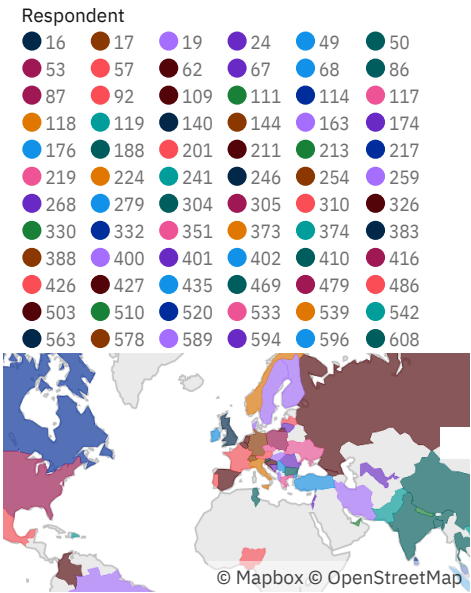 Respondent
16 17 19 24 49 50
53 57 62 67 68 86
87 92 109 111 114 117
118 119 140 144 163 174
176 188 201 211 213 217
219 224 241 246 254 259
268 279 304 305 310 326
330 332 351 373 374 383
388 400 401 402 410 416
426 427 435 469 479 486
503 510 520 533 539 542
563 578 589 594 596 608
© Mapbox © OpenStreetMap